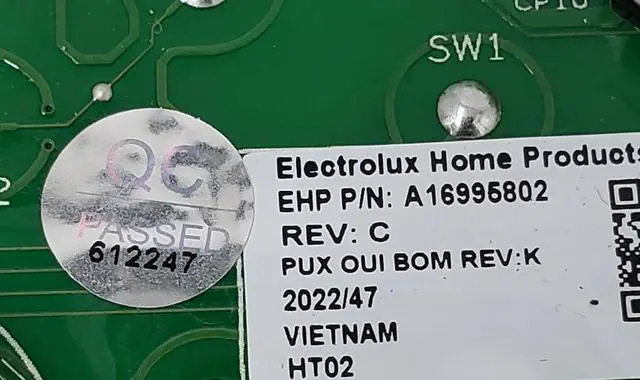 SW1
QC
PASSED
612247
Electrolux Home Products
EHP P/N: A16995802
REV: C
PUX OUI BOM REV:K
2022/47
VIETNAM
HT02